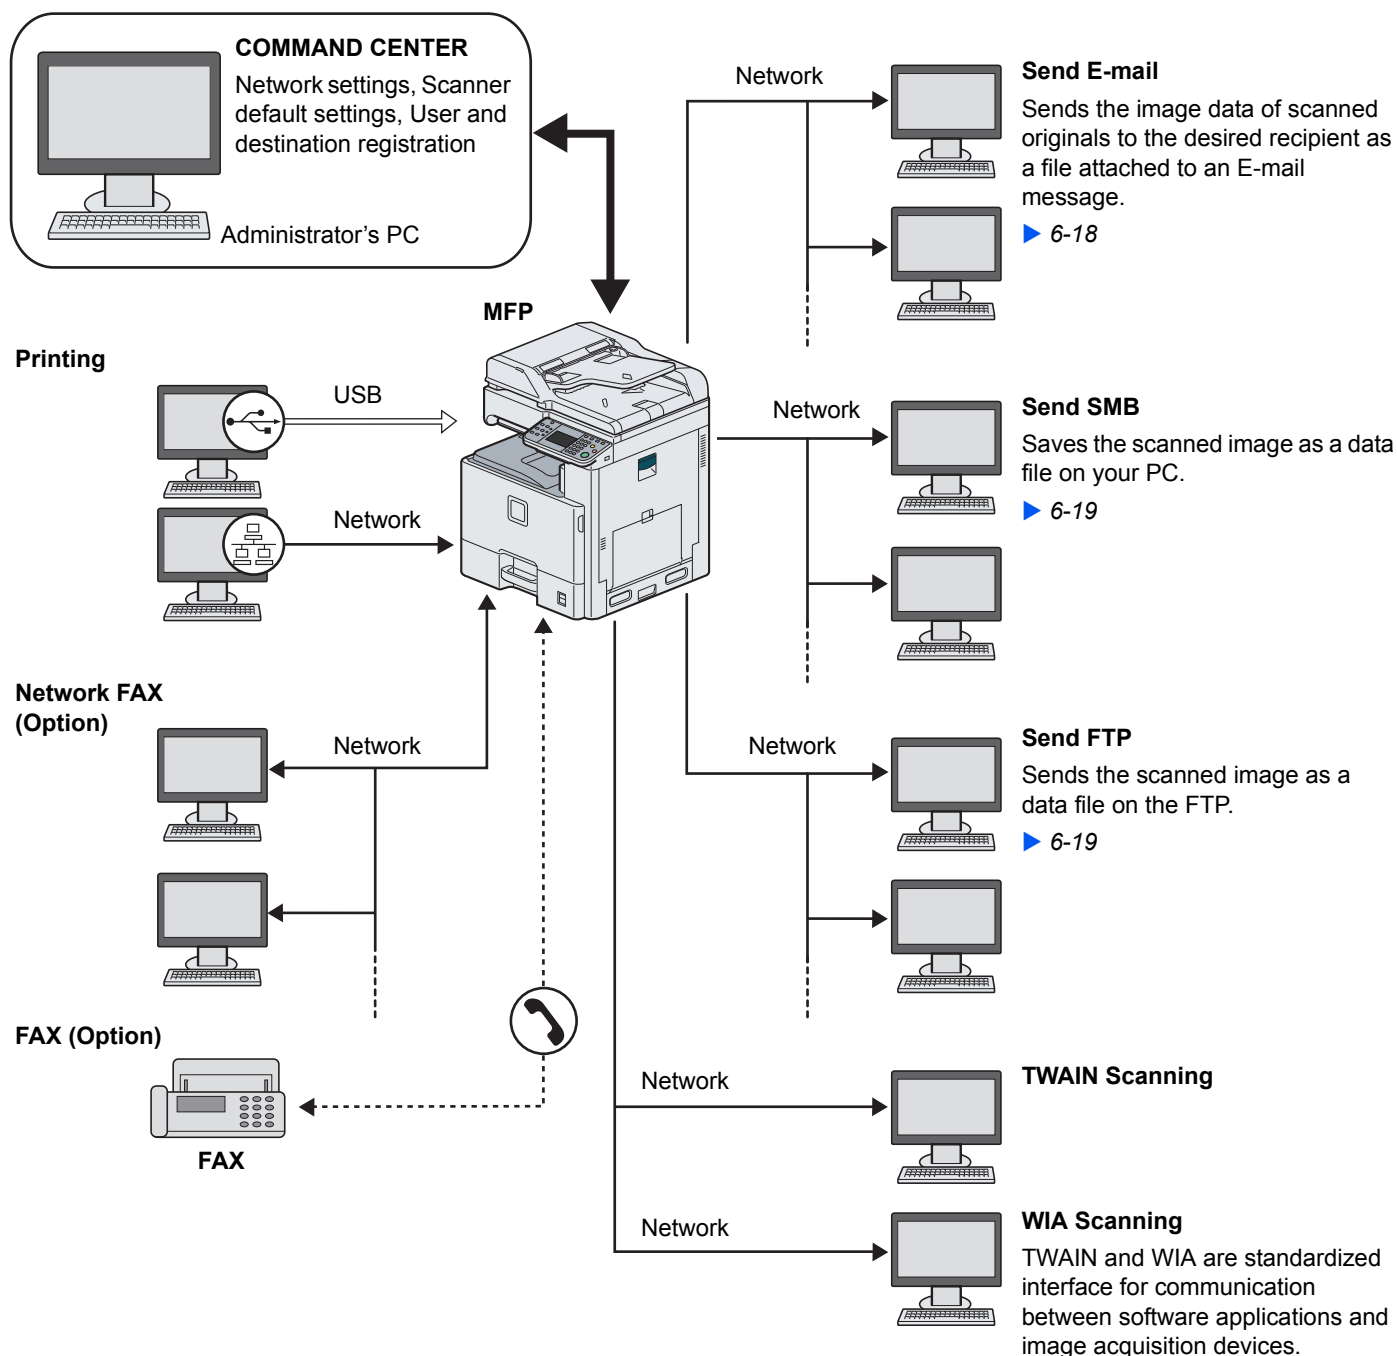 COMMAND CENTER
Network settings, Scanner
default settings, User and
destination registration
Administrator’s PC
MFP
Printing
USB
Network
Network FAX
(Option)
Network
FAX (Option)
FAX
Network
Send E-mail
Sends the image data of scanned
originals to the desired recipient as
a file attached to an E-mail
message.
6-18
Network
Send SMB
Saves the scanned image as a data
file on your PC.
6-19
Network
Send FTP
Sends the scanned image as a
data file on the FTP.
6-19
Network
TWAIN Scanning
Network
WIA Scanning
TWAIN and WIA are standardized
interface for communication
between software applications and
image acquisition devices.